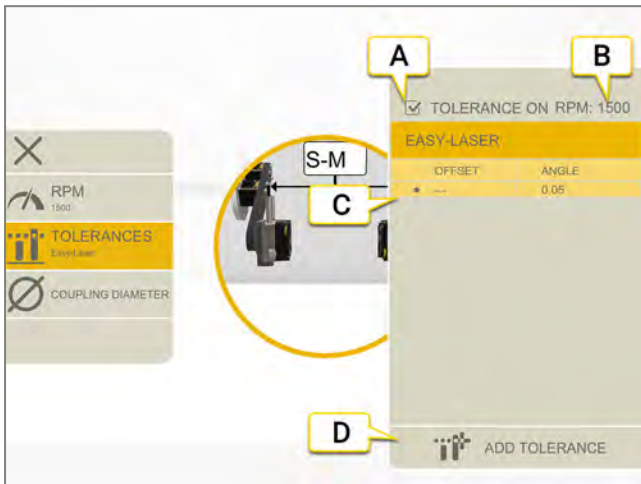 A
B
TOLERANCE ON RPM: 1500
EASY-LASER
OFFSET ANGLE
★ --- 0.05
C
S-M
RPM
1500
TOLERANCES
Easy-Laser
COUPLING DIAMETER
D
ADD TOLERANCE